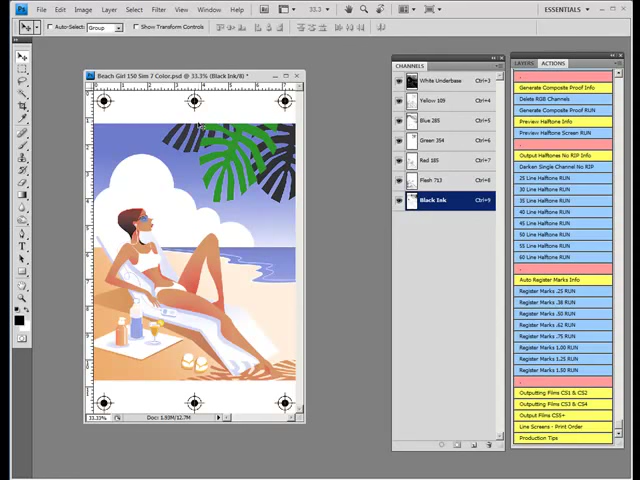 Ps File Edit Image Layer Select Filter Analysis View Window Help 33.3 ESSENTIALS
Auto-Select: Group Show Transform Controls
Beach Girl 150 Sim 7 Color.psd @ 33.3% (Black Ink/8) *
33.33% Doc: 1.83M/12.7M
CHANNELS
White Underbase Ctrl+3
Yellow 109 Ctrl+4
Blue 285 Ctrl+5
Green 354 Ctrl+6
Red 185 Ctrl+7
Flesh 713 Ctrl+8
Black Ink Ctrl+9
LAYERS ACTIONS
Generate Composite Proof Info
Delete RGB Channels
Generate Composite RUN
Preview Halftone Info
Preview Halftone Screen RUN
Output Halftones No RIP Info
Darken Single Channel No RIP
25 Line Halftone RUN
30 Line Halftone RUN
35 Line Halftone RUN
40 Line Halftone RUN
45 Line Halftone RUN
50 Line Halftone RUN
55 Line Halftone RUN
60 Line Halftone RUN
Auto Register Marks Info
Register Marks .25 RUN
Register Marks .38 RUN
Register Marks .50 RUN
Register Marks .62 RUN
Register Marks .75 RUN
Register Marks 1.00 RUN
Register Marks 1.25 RUN
Register Marks 1.50 RUN
Outputting Films CS1 & CS2
Outputting Films CS3 & CS4
Output Films CS5+
Line Screens - Print Order
Production Tips